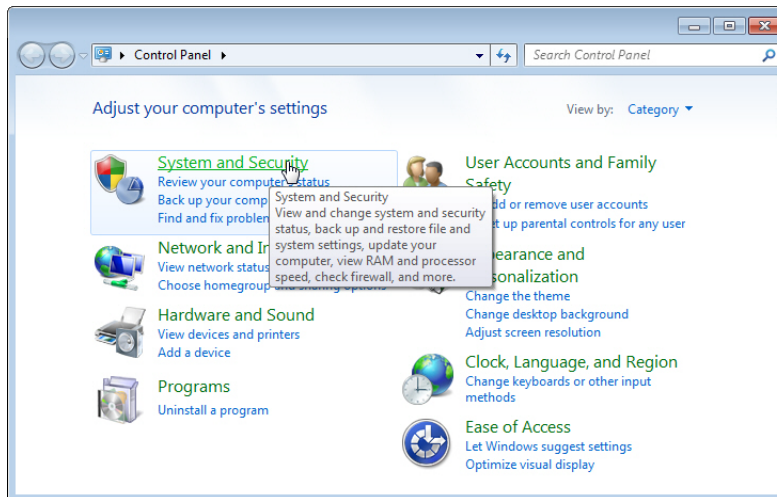 Control Panel
Search Control Panel
Adjust your computer's settings
View by: Category
System and Security
Review your computer's status
Back up your comp
Find and fix problem
System and Security
View and change system and security
status, back up and restore file and
system settings, update your
computer, view RAM and processor
speed, check firewall, and more.
Network and In
View network status
Choose homegroup and sharing options
Hardware and Sound
View devices and printers
Add a device
Programs
Uninstall a program
User Accounts and Family
Safety
dd or remove user accounts
et up parental controls for any user
earance and
sonalization
Change the theme
Change desktop background
Adjust screen resolution
Clock, Language, and Region
Change keyboards or other input
methods
Ease of Access
Let Windows suggest settings
Optimize visual display